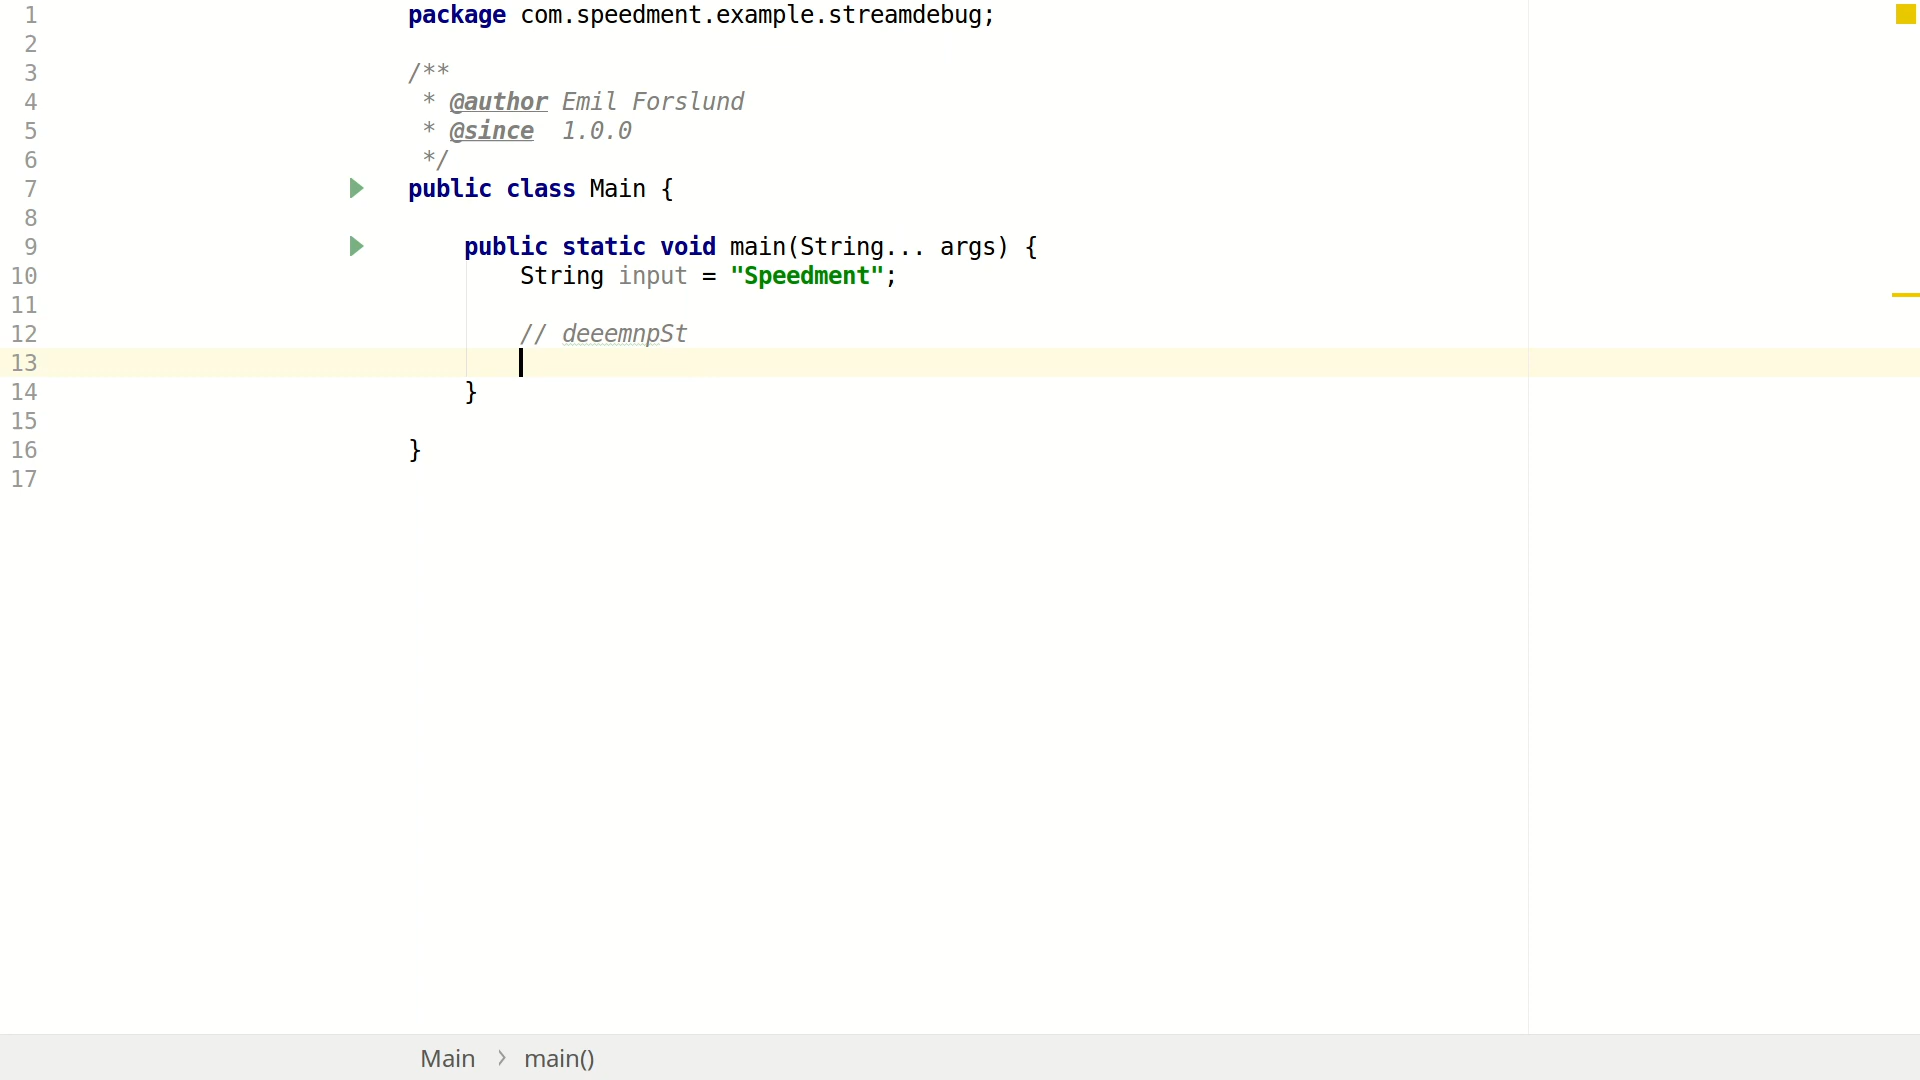 1 package com.speedment.example.streamdebug;
2
3 /**
4  * @author Emil Forslund
5  * @since  1.0.0
6  */
7 public class Main {
8
9     public static void main(String... args) {
10         String input = "Speedment";
11
12         // deeemnpSt
13
14     }
15
16 }
17
Main > main()